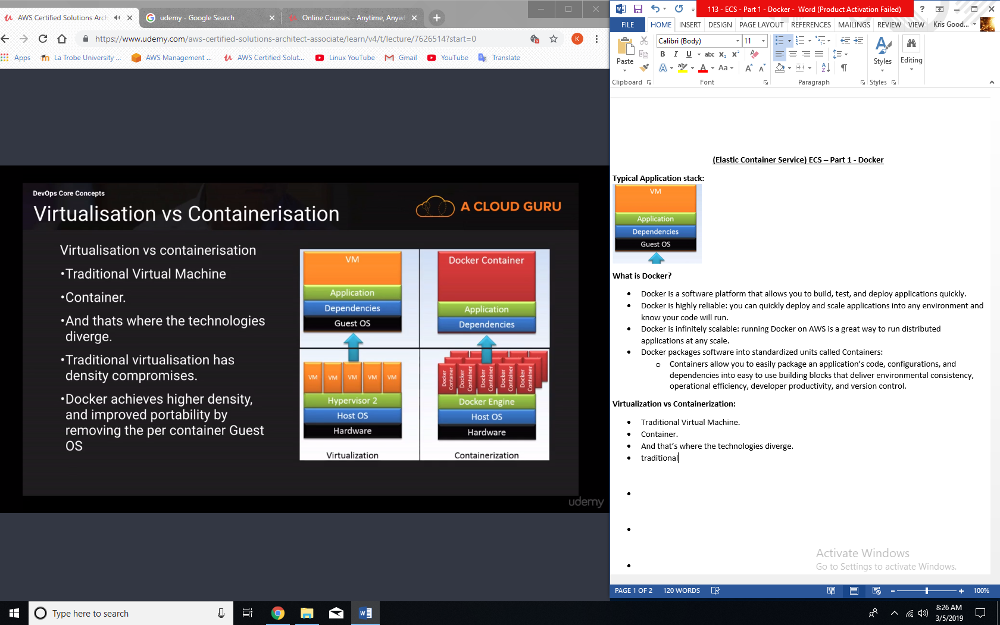 AWS Certified Solutions Arch
udemy - Google Search
Online Courses - Anytime, Anywh
https://www.udemy.com/aws-certified-solutions-architect-associate/learn/v4/t/lecture/7626514?start=0
K
Apps
La Trobe University ...
AWS Management ...
AWS Certified Solut...
Linux YouTube
Gmail
YouTube
Translate
DevOps Core Concepts
Virtualisation vs Containerisation
A CLOUD GURU
Virtualisation vs containerisation
•Traditional Virtual Machine
•Container.
•And thats where the technologies
diverge.
•Traditional virtualisation has
density compromises.
•Docker achieves higher density,
and improved portability by
removing the per container Guest
OS
VM
Application
Dependencies
Guest OS
Docker Container
Application
Dependencies
VM VM VM VM VM
Hypervisor 2
Host OS
Hardware
Virtualization
Docker Container Docker Container Docker Container Docker Container Docker Container
Docker Engine
Host OS
Hardware
Containerization
udemy
113 - ECS - Part 1 - Docker - Word (Product Activation Failed)
FILE HOME INSERT DESIGN PAGE LAYOUT REFERENCES MAILINGS REVIEW VIEW Kris Good...
Calibri (Body) 11
Paste
B I U abc x₂ x²
A ab A Aa A A
Styles
Editing
Clipboard Font Paragraph Styles
(Elastic Container Service) ECS – Part 1 - Docker
Typical Application stack:
VM
Application
Dependencies
Guest OS
What is Docker?
• Docker is a software platform that allows you to build, test, and deploy applications quickly.
• Docker is highly reliable: you can quickly deploy and scale applications into any environment and
know your code will run.
• Docker is infinitely scalable: running Docker on AWS is a great way to run distributed
applications at any scale.
• Docker packages software into standardized units called Containers:
o Containers allow you to easily package an application’s code, configurations, and
dependencies into easy to use building blocks that deliver environmental consistency,
operational efficiency, developer productivity, and version control.
Virtualization vs Containerization:
• Traditional Virtual Machine.
• Container.
• And that’s where the technologies diverge.
• traditional
Activate Windows
Go to Settings to activate Windows.
PAGE 1 OF 2 120 WORDS 100%
Type here to search
8:26 AM
3/5/2019